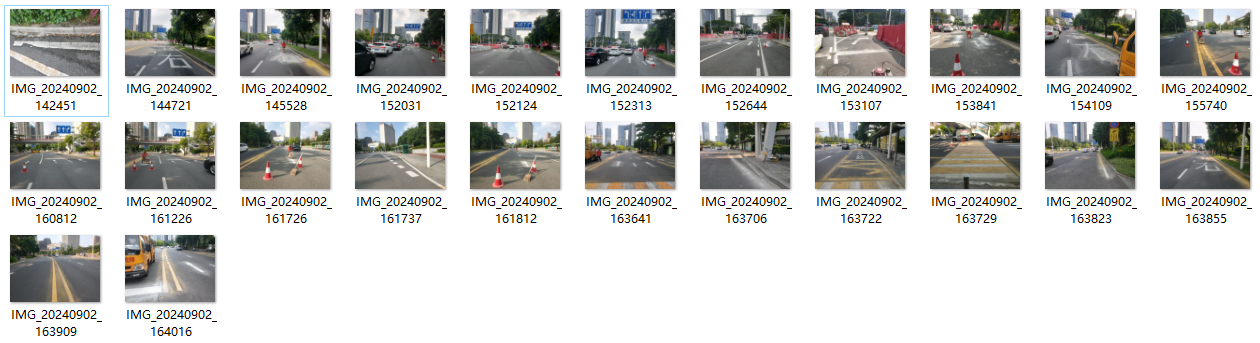 IMG_20240902_
142451
IMG_20240902_
144721
IMG_20240902_
145528
IMG_20240902_
152031
IMG_20240902_
152124
IMG_20240902_
152313
IMG_20240902_
152644
IMG_20240902_
153107
IMG_20240902_
153841
IMG_20240902_
154109
IMG_20240902_
155740
IMG_20240902_
160812
IMG_20240902_
161226
IMG_20240902_
161726
IMG_20240902_
161737
IMG_20240902_
161812
IMG_20240902_
163641
IMG_20240902_
163706
IMG_20240902_
163722
IMG_20240902_
163729
IMG_20240902_
163823
IMG_20240902_
163855
IMG_20240902_
163909
IMG_20240902_
164016